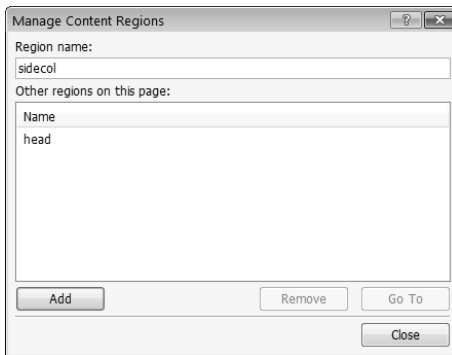 Manage Content Regions
Region name:
sidecol
Other regions on this page:
Name
head
Add Remove Go To
Close